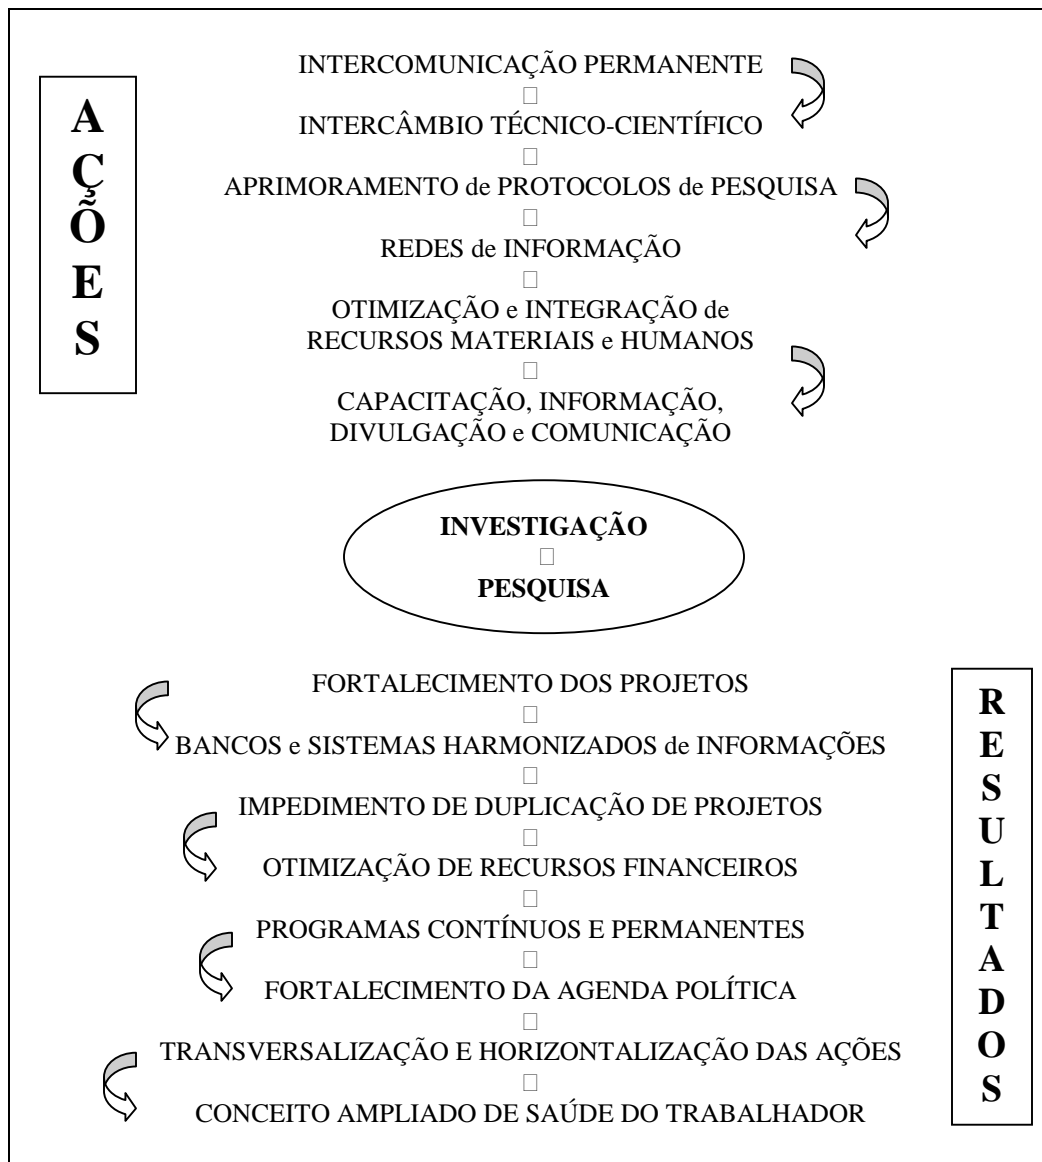 AÇÕES
INTERCOMUNICAÇÃO PERMANENTE
INTERCÂMBIO TÉCNICO-CIENTÍFICO
APRIMORAMENTO de PROTOCOLOS de PESQUISA
REDES de INFORMAÇÃO
OTIMIZAÇÃO e INTEGRAÇÃO de
RECURSOS MATERIAIS e HUMANOS
CAPACITAÇÃO, INFORMAÇÃO,
DIVULGAÇÃO e COMUNICAÇÃO
INVESTIGAÇÃO
PESQUISA
RESULTADOS
FORTALECIMENTO DOS PROJETOS
BANCOS e SISTEMAS HARMONIZADOS de INFORMAÇÕES
IMPEDIMENTO DE DUPLICAÇÃO DE PROJETOS
OTIMIZAÇÃO DE RECURSOS FINANCEIROS
PROGRAMAS CONTÍNUOS E PERMANENTES
FORTALECIMENTO DA AGENDA POLÍTICA
TRANSVERSALIZAÇÃO E HORIZONTALIZAÇÃO DAS AÇÕES
CONCEITO AMPLIADO DE SAÚDE DO TRABALHADOR